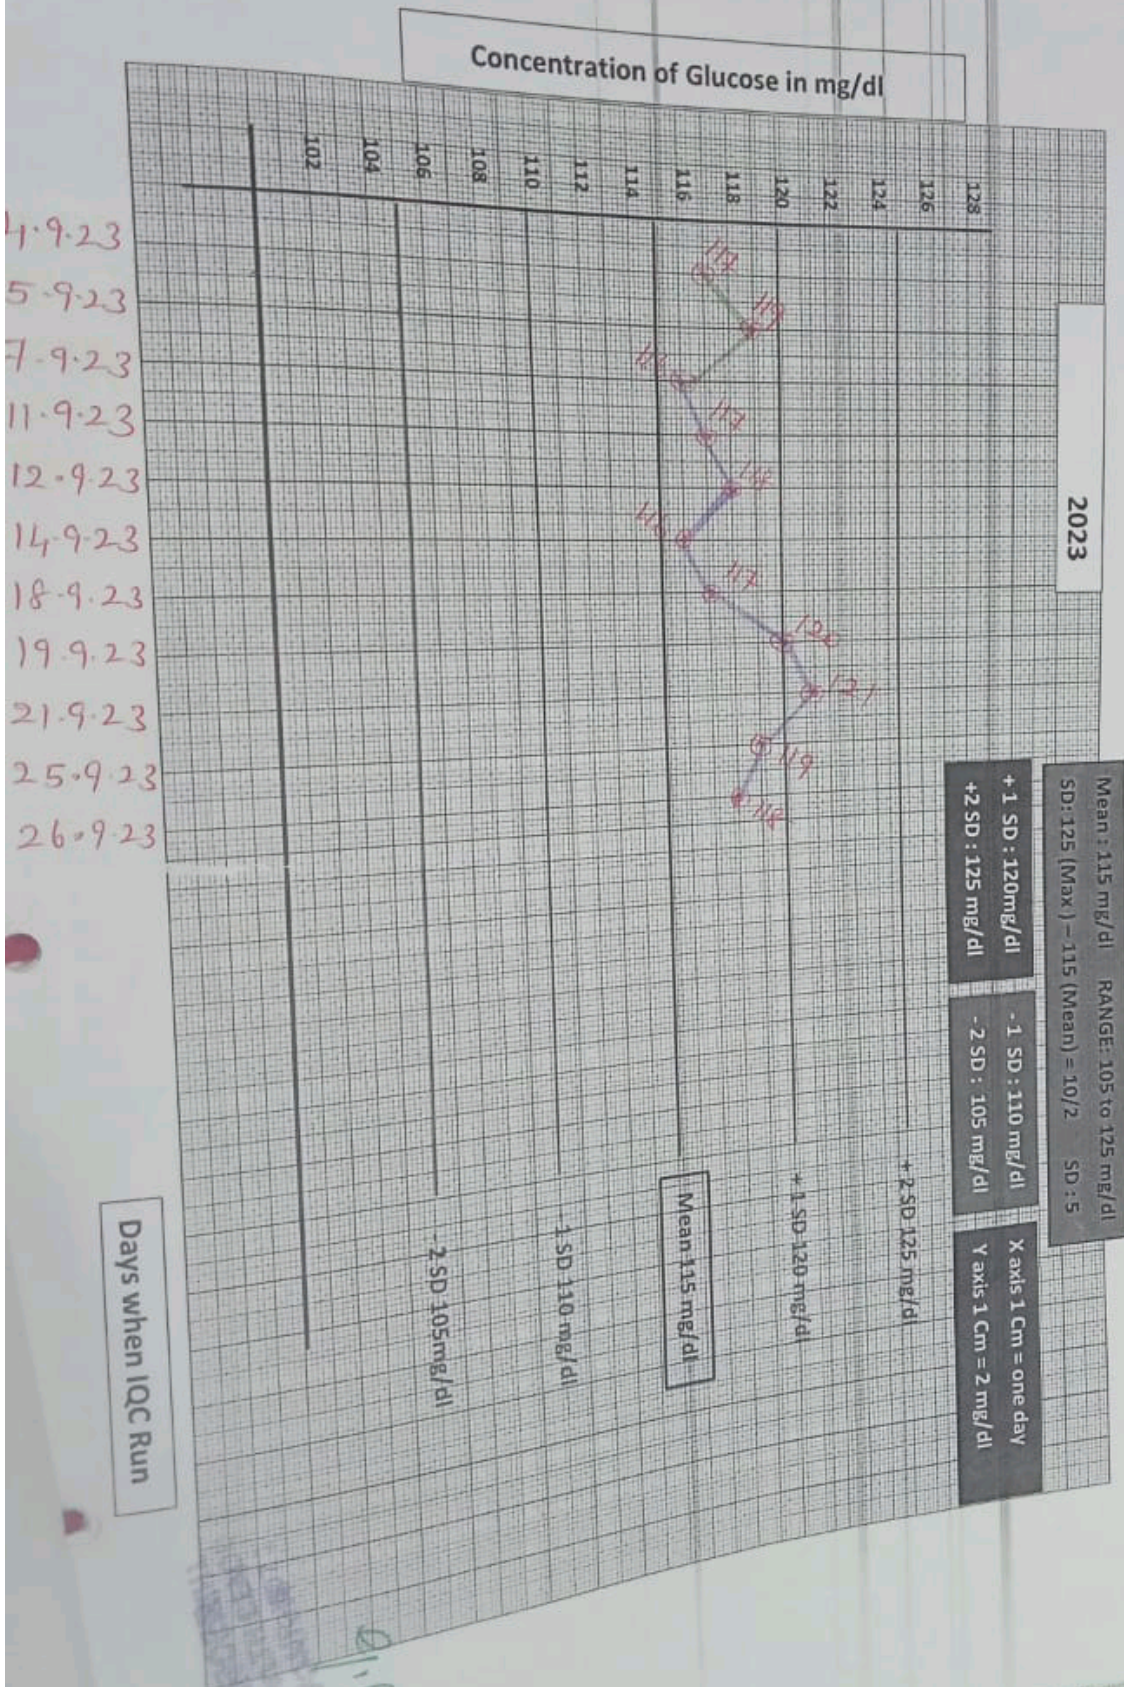 Concentration of Glucose in mg/dl
2023
Mean : 115 mg/dl RANGE: 105 to 125 mg/dl
SD: 125 (Max) – 115 (Mean) = 10/2 SD : 5
+ 1 SD : 120mg/dl
+2 SD : 125 mg/dl
- 1 SD : 110 mg/dl
- 2 SD : 105 mg/dl
X axis 1 Cm = one day
Y axis 1 Cm = 2 mg/dl
128
126
124
122
120
118
116
114
112
110
108
106
104
102
+ 2 SD 125 mg/dl
+ 1 SD 120 mg/dl
Mean 115 mg/dl
- 1 SD 110 mg/dl
- 2 SD 105mg/dl
117
119
116
117
118
116
117
120
121
119
118
4.9.23
5.9.23
7.9.23
11.9.23
12.9.23
14.9.23
18.9.23
19.9.23
21.9.23
25.9.23
26.9.23
Days when IQC Run